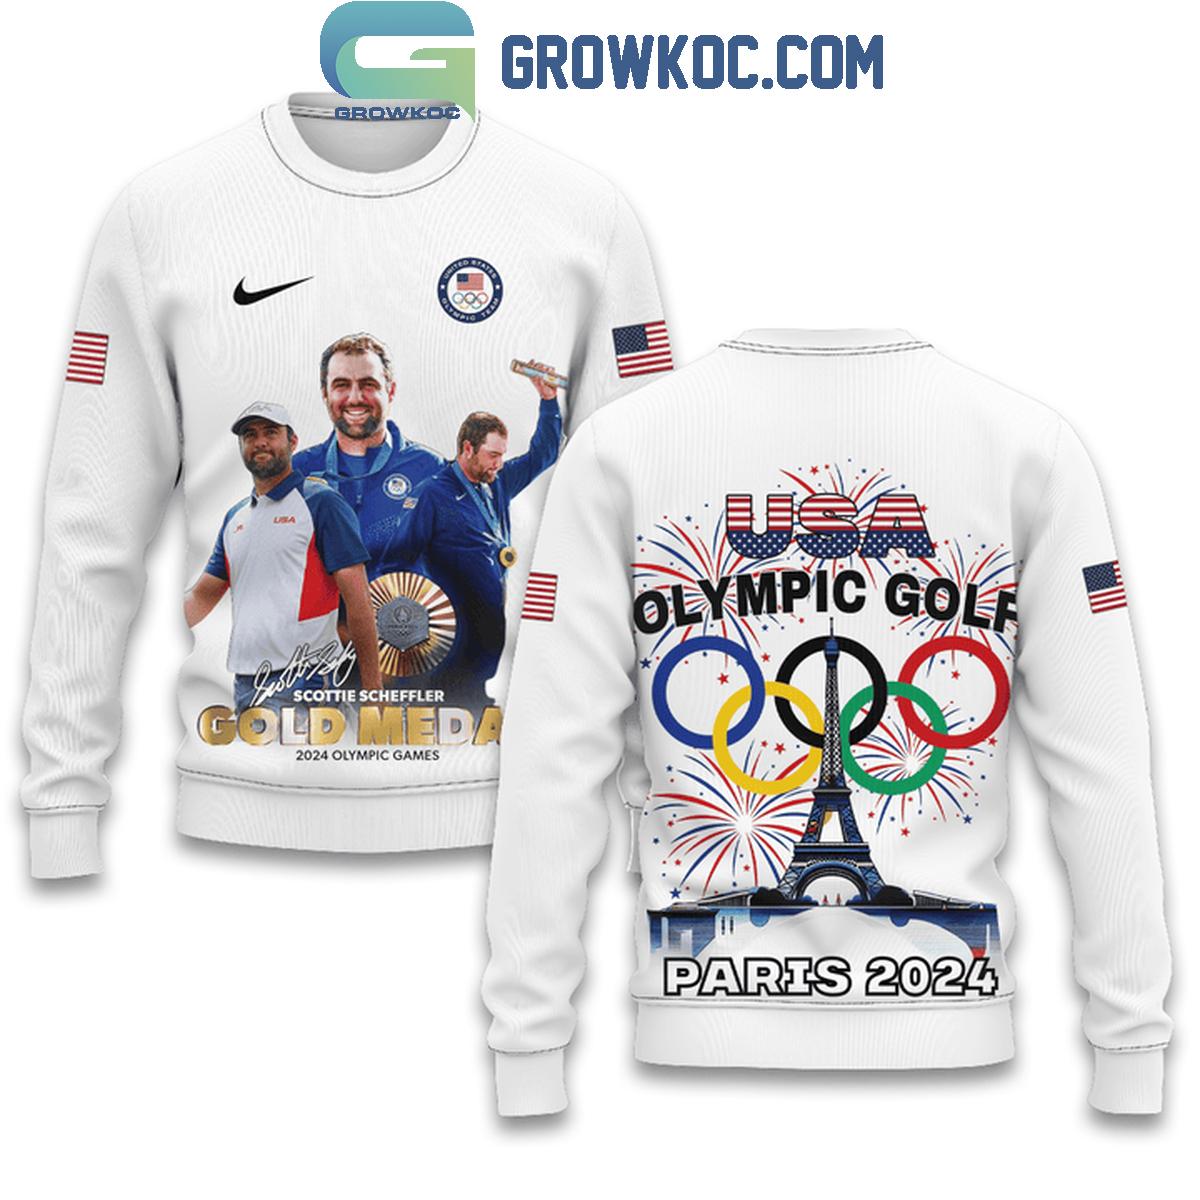 GROWKOC.COM
GROWKOC
UNITED STATES
OLYMPIC TEAM
USA
SCOTTIE SCHEFFLER
GOLD MEDA
2024 OLYMPIC GAMES
USA
OLYMPIC GOLF
PARIS 2024